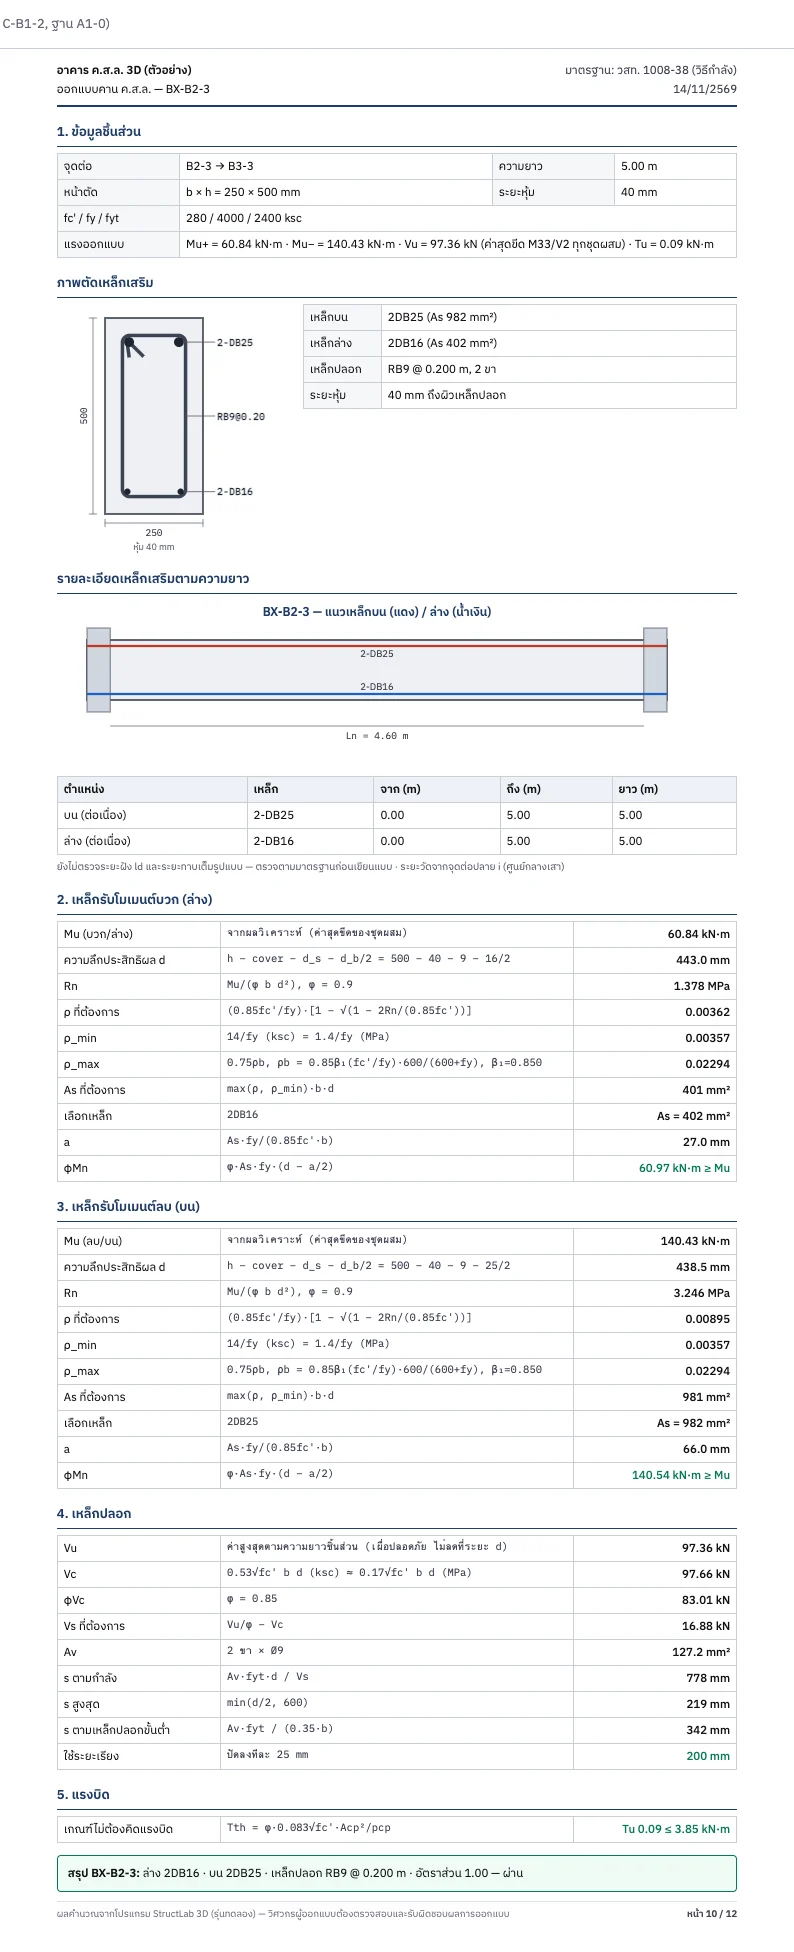 C-B1-2, ฐาน A1-0)
อาคาร ค.ส.ล. 3D (ตัวอย่าง)
มาตรฐาน: วสท. 1008-38 (วิธีกำลัง)
ออกแบบคาน ค.ส.ล. — BX-B2-3
14/11/2569
1. ข้อมูลชิ้นส่วน
จุดต่อ B2-3 → B3-3 ความยาว 5.00 m
หน้าตัด b × h = 250 × 500 mm ระยะหุ้ม 40 mm
fc' / fy / fyt 280 / 4000 / 2400 ksc
แรงออกแบบ Mu+ = 60.84 kN·m · Mu− = 140.43 kN·m · Vu = 97.36 kN (ค่าสุดขีด M33/V2 ทุกชุดผสม) · Tu = 0.09 kN·m
ภาพตัดเหล็กเสริม
2-DB25
RB9@0.20
2-DB16
500
250
หุ้ม 40 mm
เหล็กบน 2DB25 (As 982 mm²)
เหล็กล่าง 2DB16 (As 402 mm²)
เหล็กปลอก RB9 @ 0.200 m, 2 ขา
ระยะหุ้ม 40 mm ถึงผิวเหล็กปลอก
รายละเอียดเหล็กเสริมตามความยาว
BX-B2-3 — แนวเหล็กบน (แดง) / ล่าง (น้ำเงิน)
2-DB25
2-DB16
Ln = 4.60 m
ตำแหน่ง เหล็ก จาก (m) ถึง (m) ยาว (m)
บน (ต่อเนื่อง) 2-DB25 0.00 5.00 5.00
ล่าง (ต่อเนื่อง) 2-DB16 0.00 5.00 5.00
ยังไม่ตรวจระยะฝัง ld และระยะทาบเต็มรูปแบบ — ตรวจตามมาตรฐานก่อนเขียนแบบ · ระยะวัดจากจุดต่อปลาย i (ศูนย์กลางเสา)
2. เหล็กรับโมเมนต์บวก (ล่าง)
Mu (บวก/ล่าง) จากผลวิเคราะห์ (ค่าสุดขีดของชุดผสม) 60.84 kN·m
ความลึกประสิทธิผล d h − cover − d_s − d_b/2 = 500 − 40 − 9 − 16/2 443.0 mm
Rn Mu/(φ b d²), φ = 0.9 1.378 MPa
ρ ที่ต้องการ (0.85fc'/fy)·[1 − √(1 − 2Rn/(0.85fc'))] 0.00362
ρ_min 14/fy (ksc) = 1.4/fy (MPa) 0.00357
ρ_max 0.75ρb, ρb = 0.85β₁(fc'/fy)·600/(600+fy), β₁=0.850 0.02294
As ที่ต้องการ max(ρ, ρ_min)·b·d 401 mm²
เลือกเหล็ก 2DB16 As = 402 mm²
a As·fy/(0.85fc'·b) 27.0 mm
φMn φ·As·fy·(d − a/2) 60.97 kN·m ≥ Mu
3. เหล็กรับโมเมนต์ลบ (บน)
Mu (ลบ/บน) จากผลวิเคราะห์ (ค่าสุดขีดของชุดผสม) 140.43 kN·m
ความลึกประสิทธิผล d h − cover − d_s − d_b/2 = 500 − 40 − 9 − 25/2 438.5 mm
Rn Mu/(φ b d²), φ = 0.9 3.246 MPa
ρ ที่ต้องการ (0.85fc'/fy)·[1 − √(1 − 2Rn/(0.85fc'))] 0.00895
ρ_min 14/fy (ksc) = 1.4/fy (MPa) 0.00357
ρ_max 0.75ρb, ρb = 0.85β₁(fc'/fy)·600/(600+fy), β₁=0.850 0.02294
As ที่ต้องการ max(ρ, ρ_min)·b·d 981 mm²
เลือกเหล็ก 2DB25 As = 982 mm²
a As·fy/(0.85fc'·b) 66.0 mm
φMn φ·As·fy·(d − a/2) 140.54 kN·m ≥ Mu
4. เหล็กปลอก
Vu ค่าสูงสุดตามความยาวชิ้นส่วน (เผื่อปลอดภัย ไม่ลดที่ระยะ d) 97.36 kN
Vc 0.53√fc' b d (ksc) ≈ 0.17√fc' b d (MPa) 97.66 kN
φVc φ = 0.85 83.01 kN
Vs ที่ต้องการ Vu/φ − Vc 16.88 kN
Av 2 ขา × Ø9 127.2 mm²
s ตามกำลัง Av·fyt·d / Vs 778 mm
s สูงสุด min(d/2, 600) 219 mm
s ตามเหล็กปลอกขั้นต่ำ Av·fyt / (0.35·b) 342 mm
ใช้ระยะเรียง ปัดลงทีละ 25 mm 200 mm
5. แรงบิด
เกณฑ์ไม่ต้องคิดแรงบิด Tth = φ·0.083√fc'·Acp²/pcp Tu 0.09 ≤ 3.85 kN·m
สรุป BX-B2-3: ล่าง 2DB16 · บน 2DB25 · เหล็กปลอก RB9 @ 0.200 m · อัตราส่วน 1.00 — ผ่าน
ผลคำนวณจากโปรแกรม StructLab 3D (รุ่นทดลอง) — วิศวกรผู้ออกแบบต้องตรวจสอบและรับผิดชอบผลการออกแบบ
หน้า 10 / 12